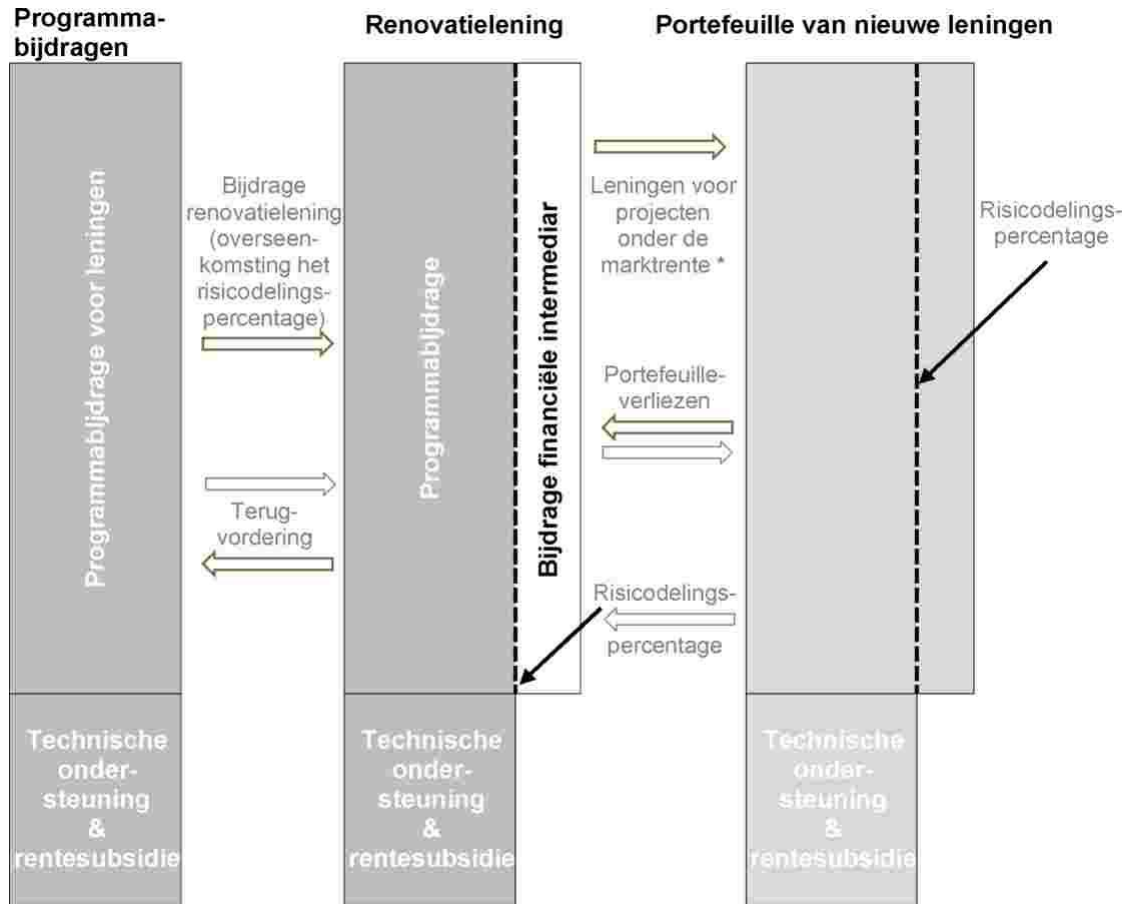 Programma-
bijdragen
Renovatielening
Portefeuille van nieuwe leningen
Programmabijdrage voor leningen
Bijdrage
renovatielening
(overseen-
komsting het
risicodelings-
percentage)
Terug-
vordering
Programmabijdrage
Bijdrage financiële intermediar
Leningen voor
projecten
onder de
marktrente *
Portefeuille-
verliezen
Risicodelings-
percentage
Risicodelings-
percentage
Technische
onder-
steuning
&
rentesubsidie
Technische
onder-
steuning
&
rentesubsidie
Technische
onder-
steuning
&
rentesubsidie